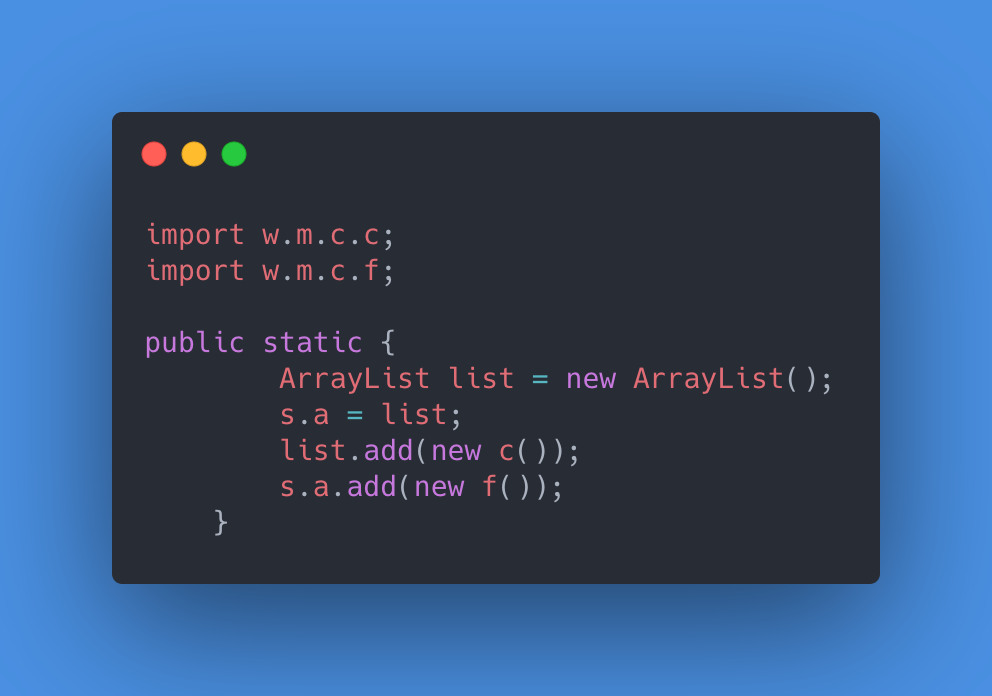 import w.m.c.c;
import w.m.c.f;
public static {
ArrayList list = new ArrayList();
s.a = list;
list.add(new c());
s.a.add(new f());
}